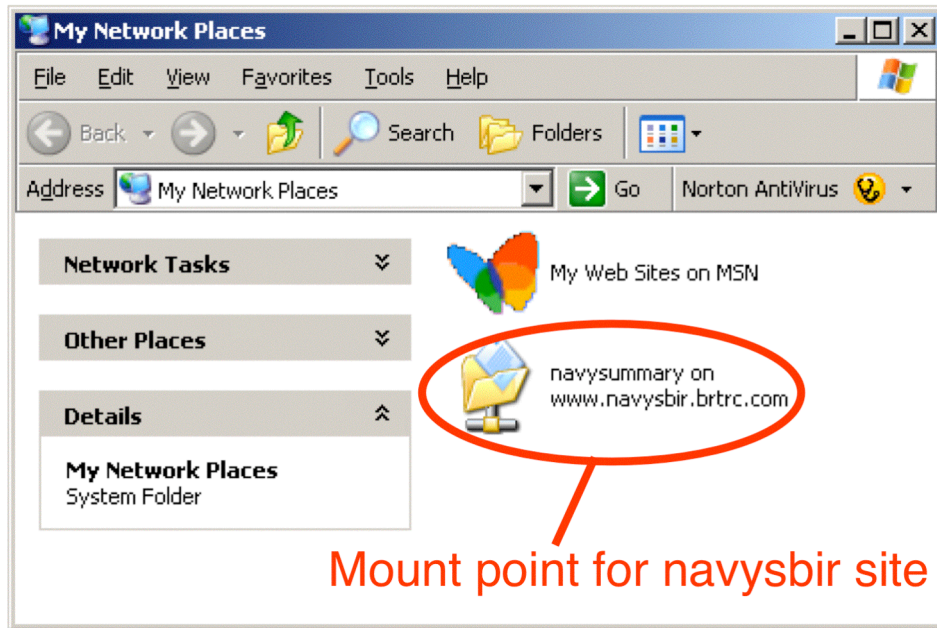 My Network Places
File Edit View Favorites Tools Help
Back Search Folders
Address My Network Places Go Norton AntiVirus
Network Tasks
My Web Sites on MSN
Other Places
navysummary on
www.navysbir.brtrc.com
Details
My Network Places
System Folder
Mount point for navysbir site